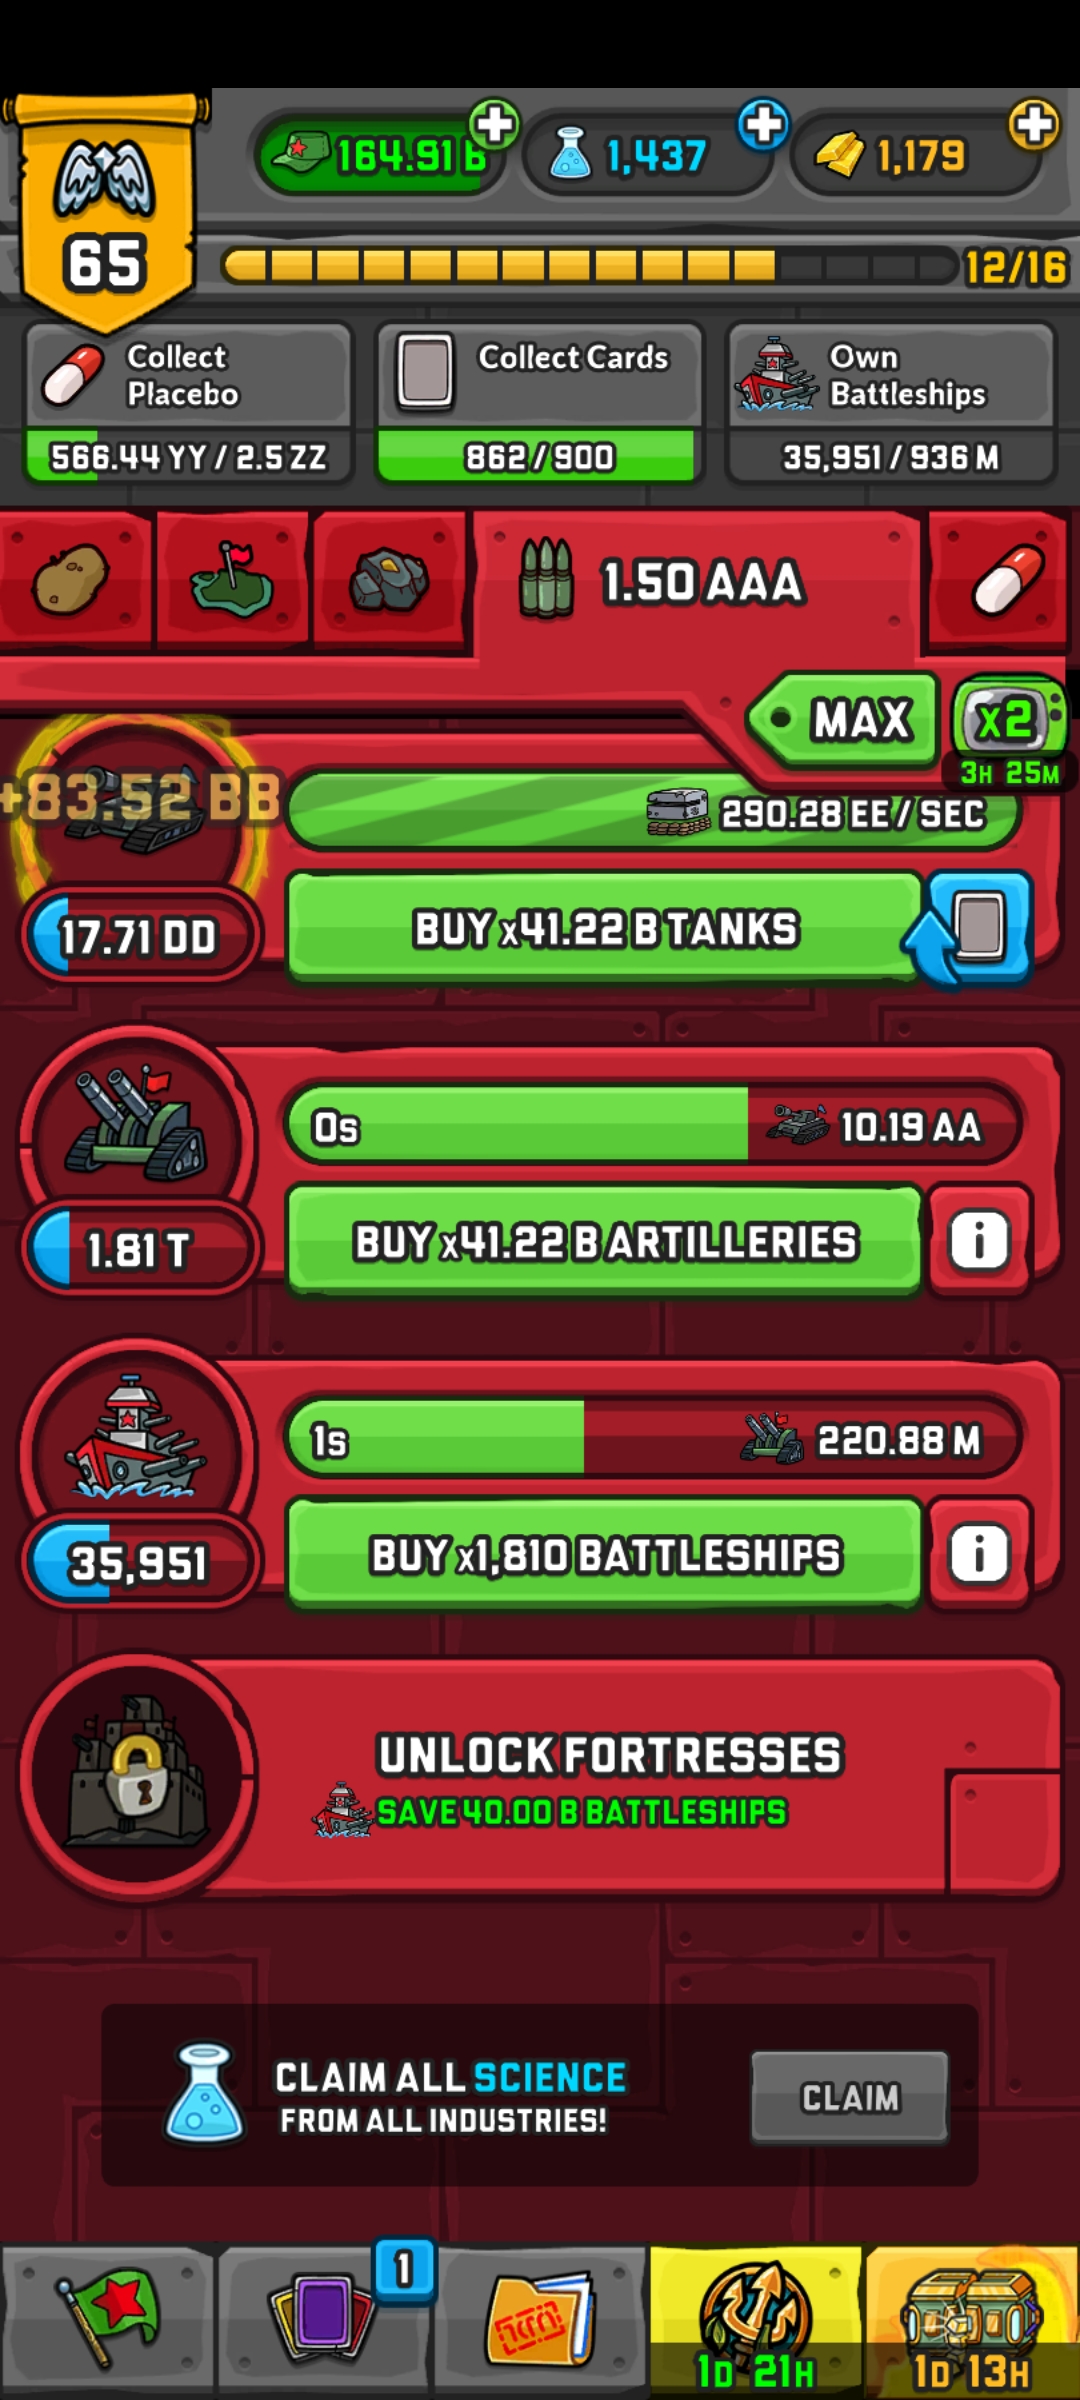 164.91 B
1,437
1,179
65
12/16
Collect
Placebo
566.44 YY / 2.5 ZZ
Collect Cards
862/900
Own
Battleships
35,951 / 936 M
1.50 AAA
MAX
x2
3H 25M
+83.52 BB
290.28 EE / SEC
17.71 DD
BUY x41.22 B TANKS
0s
10.19 AA
1.81 T
BUY x41.22 B ARTILLERIES
i
1s
220.88 M
35,951
BUY x1,810 BATTLESHIPS
i
UNLOCK FORTRESSES
SAVE 40.00 B BATTLESHIPS
CLAIM ALL SCIENCE
FROM ALL INDUSTRIES!
CLAIM
1
1D 21H
1D 13H